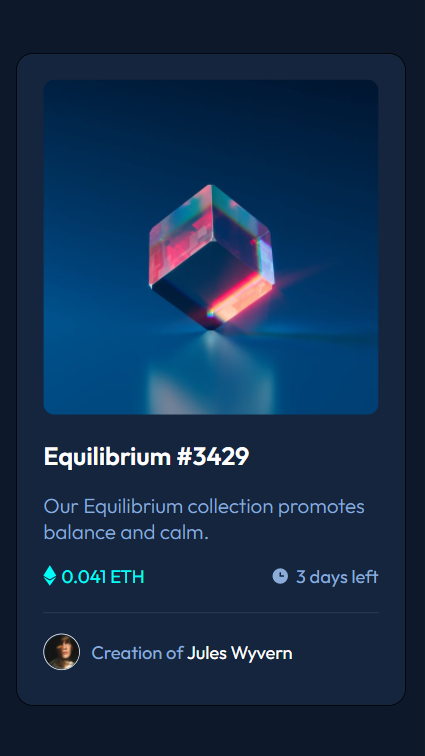 Equilibrium #3429
Our Equilibrium collection promotes
balance and calm.
0.041 ETH
3 days left
Creation of Jules Wyvern